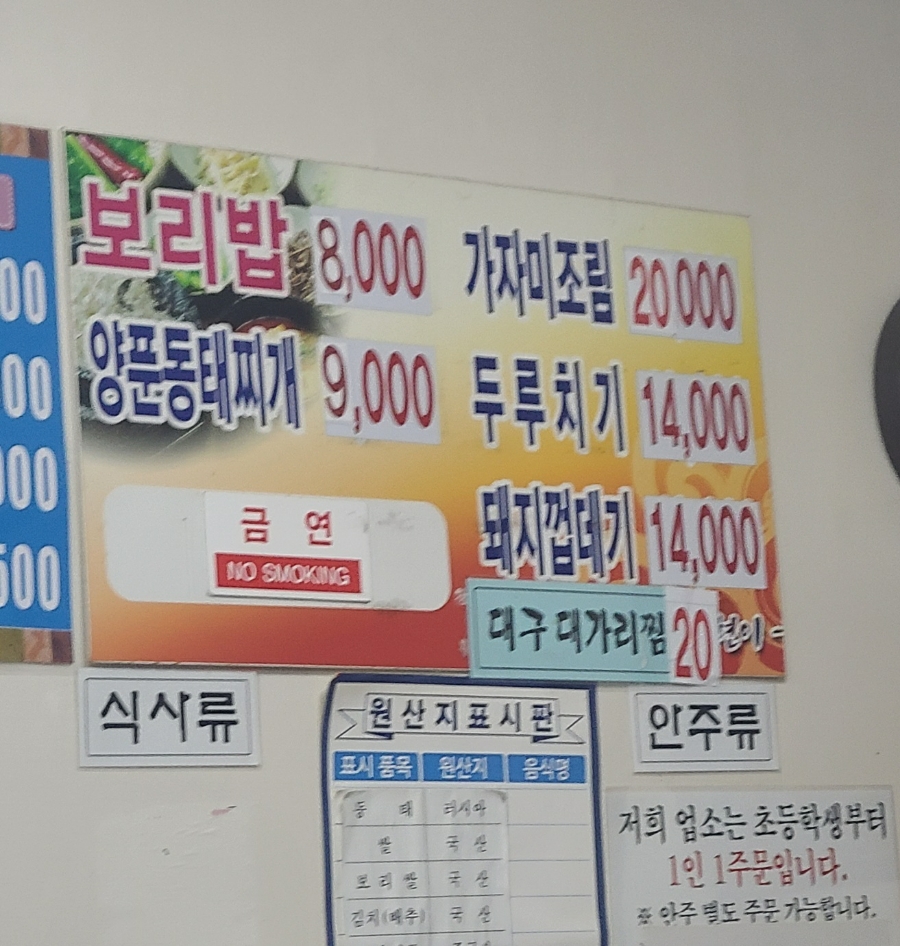 보리밥 8,000
양푼동태찌개 9,000
금 연
NO SMOKING
가자미조림 20 000
두루치기 14,000
돼지껍데기 14,000
대구 대가리찜 20
00
00
000
500
식사류
안주류
원산지표시판
표시 품목 원산지 음식명
동 태 러시아
쌀 국 산
보 리 쌀 국 산
김치(배추) 국 산
저희 업소는 초등학생부터
1인 1주문입니다.
※ 안주 별도 주문 가능합니다.